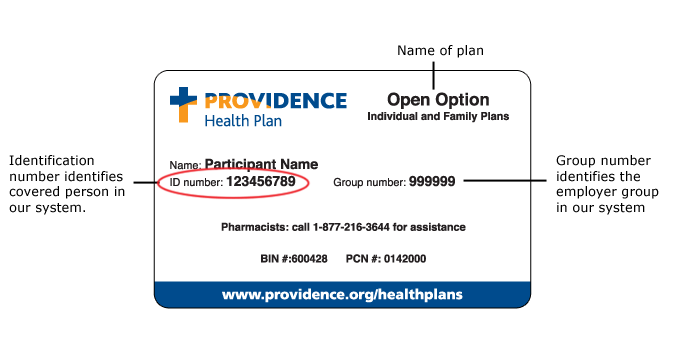 Name of plan
PROVIDENCE
Health Plan
Open Option
Individual and Family Plans
Identification
number identifies
covered person in
our system.
Name: Participant Name
ID number: 123456789
Group number: 999999
Group number
identifies the
employer group
in our system
Pharmacists: call 1-877-216-3644 for assistance
BIN #:600428 PCN #: 0142000
www.providence.org/healthplans